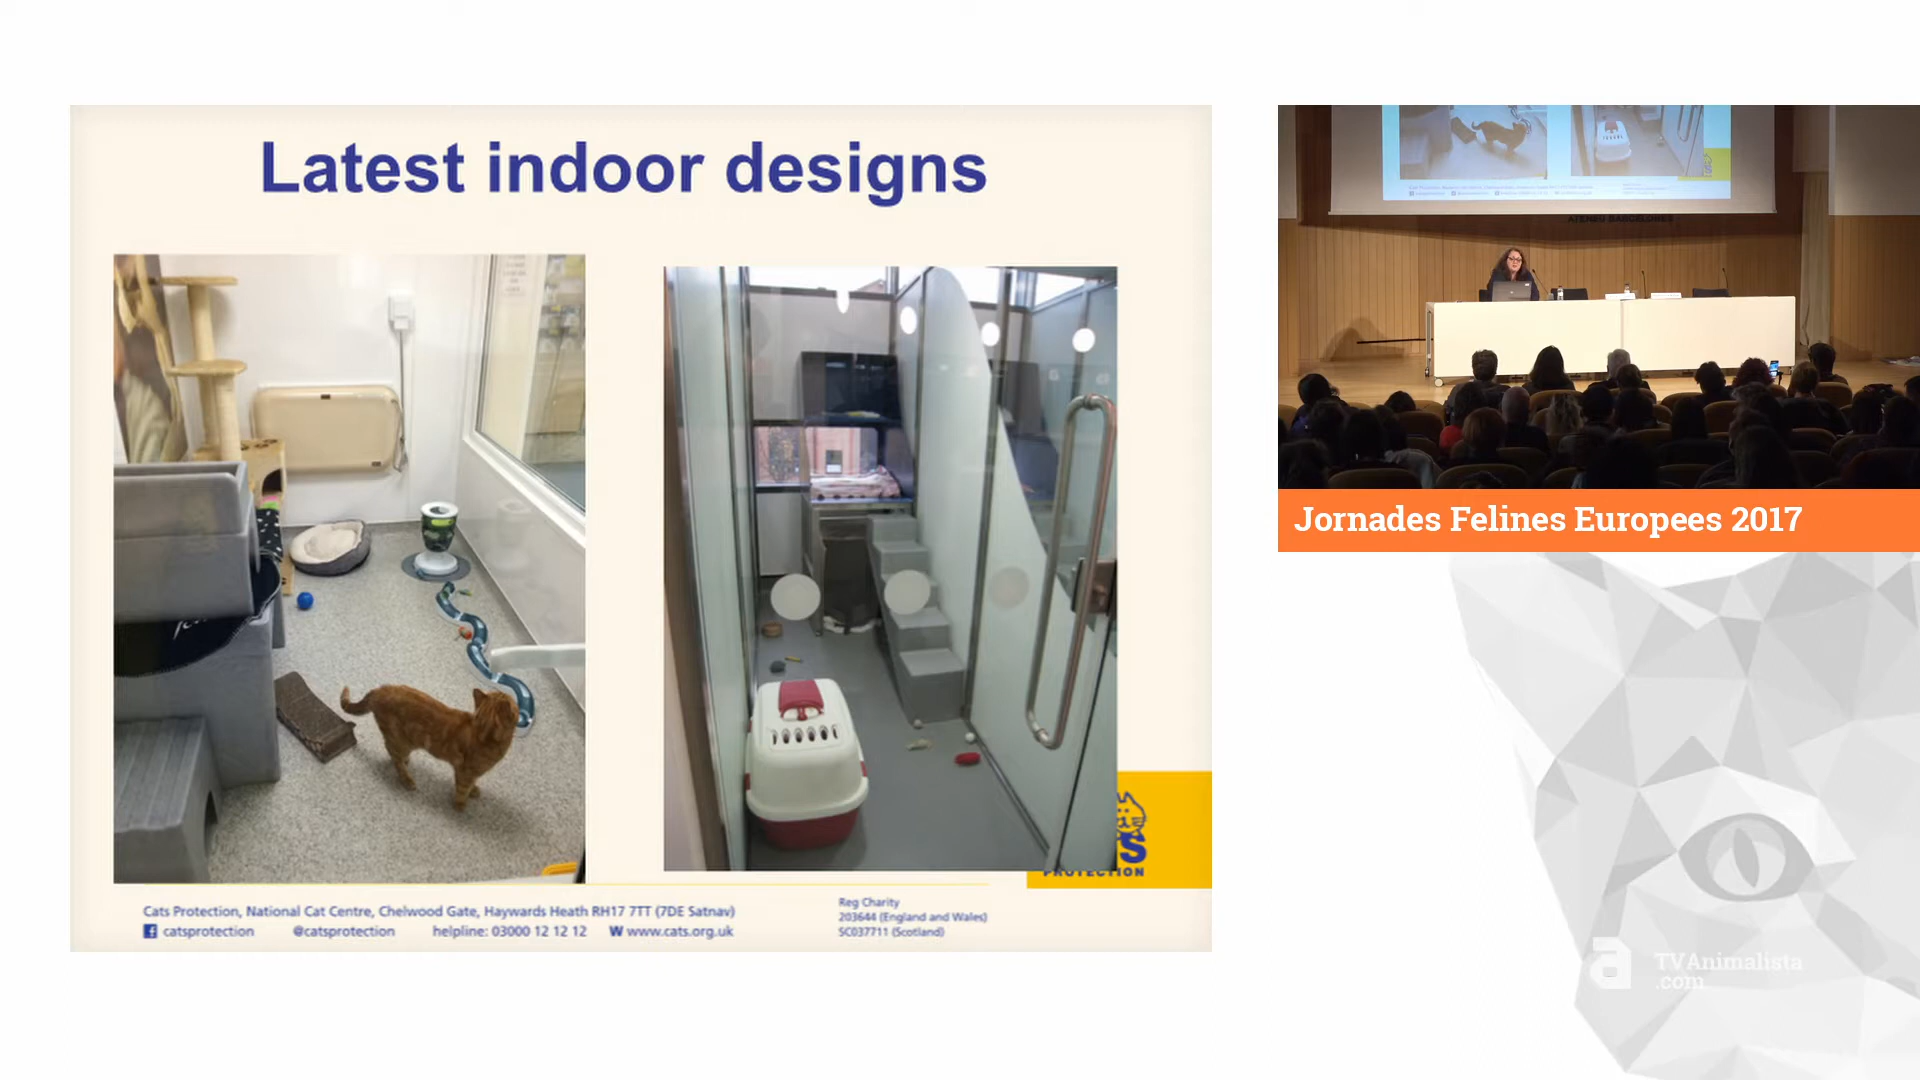 Latest indoor designs
PROTECTION
Cats Protection, National Cat Centre, Chelwood Gate, Haywards Heath RH17 7TT (7DE Satnav)
catsprotection @catsprotection helpline: 03000 12 12 12 W www.cats.org.uk
Reg Charity
203644 (England and Wales)
SC037711 (Scotland)
ATENEU BARCELONÈS
Jornades Felines Europees 2017
TVAnimalista
.com